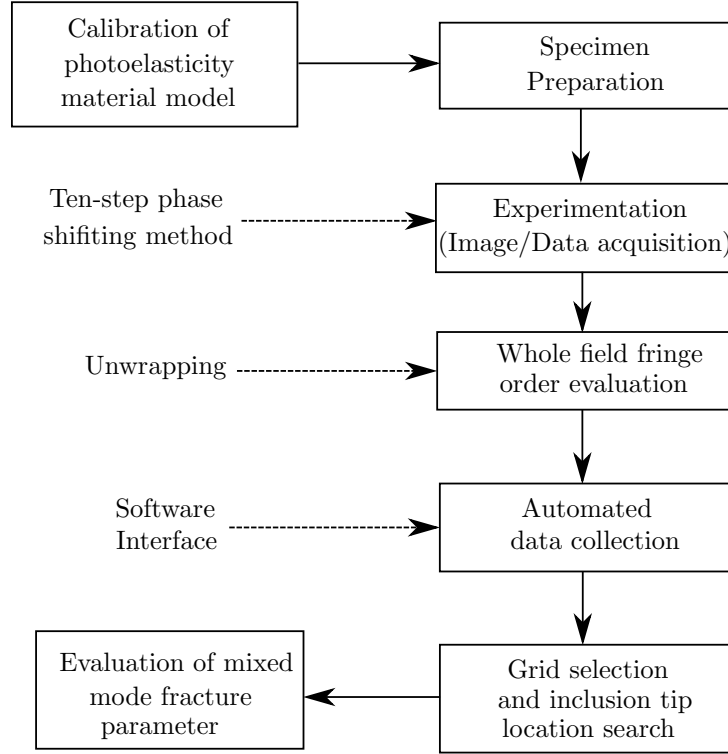 Calibration of
photoelasticity
material model
Specimen
Preparation
Ten-step phase
shifiting method
Experimentation
(Image/Data acquisition)
Unwrapping
Whole field fringe
order evaluation
Software
Interface
Automated
data collection
Evaluation of mixed
mode fracture
parameter
Grid selection
and inclusion tip
location search